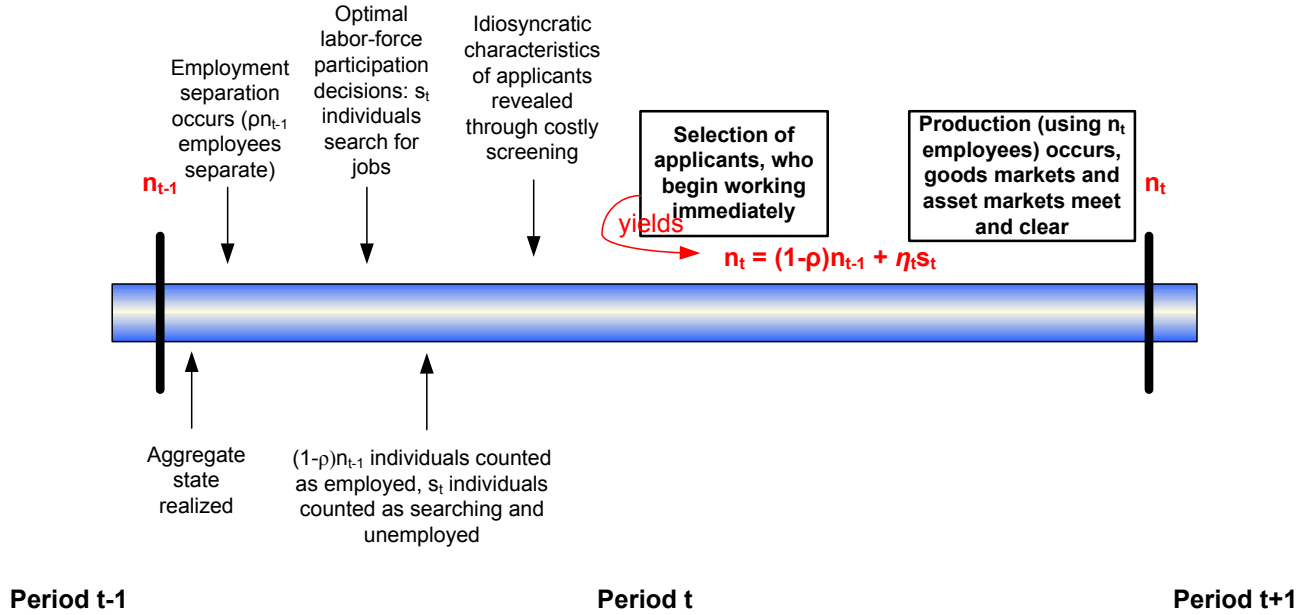 Employment
separation
occurs (ρnₜ₋₁
employees
separate)
Optimal
labor-force
participation
decisions: sₜ
individuals
search for
jobs
Idiosyncratic
characteristics
of applicants
revealed
through costly
screening
Selection of
applicants, who
begin working
immediately
Production (using nₜ
employees) occurs,
goods markets and
asset markets meet
and clear
nₜ₋₁
nₜ
yields
nₜ = (1-ρ)nₜ₋₁ + ηₜsₜ
Aggregate
state
realized
(1-ρ)nₜ₋₁ individuals counted
as employed, sₜ individuals
counted as searching and
unemployed
Period t-1
Period t
Period t+1